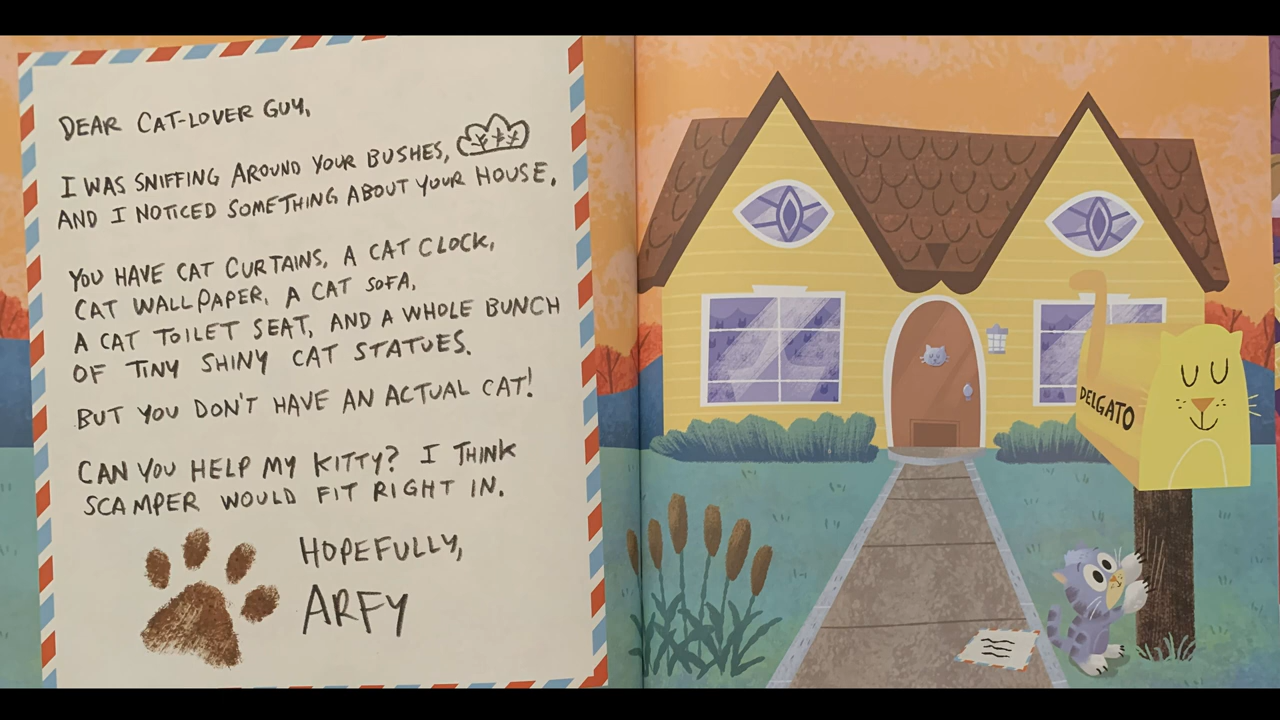 DEAR CAT-LOVER GUY,
I WAS SNIFFING AROUND YOUR BUSHES,
AND I NOTICED SOMETHING ABOUT YOUR HOUSE.
YOU HAVE CAT CURTAINS, A CAT CLOCK,
CAT WALLPAPER, A CAT SOFA,
A CAT TOILET SEAT, AND A WHOLE BUNCH
OF TINY SHINY CAT STATUES.
BUT YOU DON'T HAVE AN ACTUAL CAT!
CAN YOU HELP MY KITTY? I THINK
SCAMPER WOULD FIT RIGHT IN.
HOPEFULLY,
ARFY
DELGATO